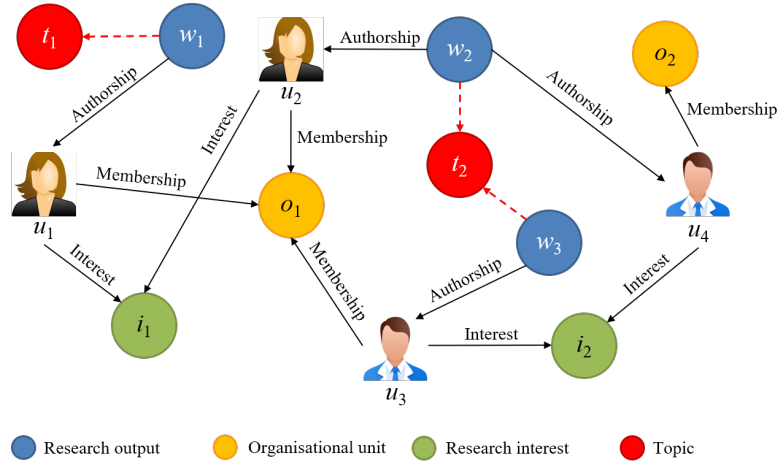 t1
w1
Authorship
u1
Membership
Interest
i1
u2
Interest
Membership
o1
Authorship
w2
Authorship
t2
w3
Authorship
Membership
u3
Interest
i2
o2
Membership
u4
Interest
Research output
Organisational unit
Research interest
Topic